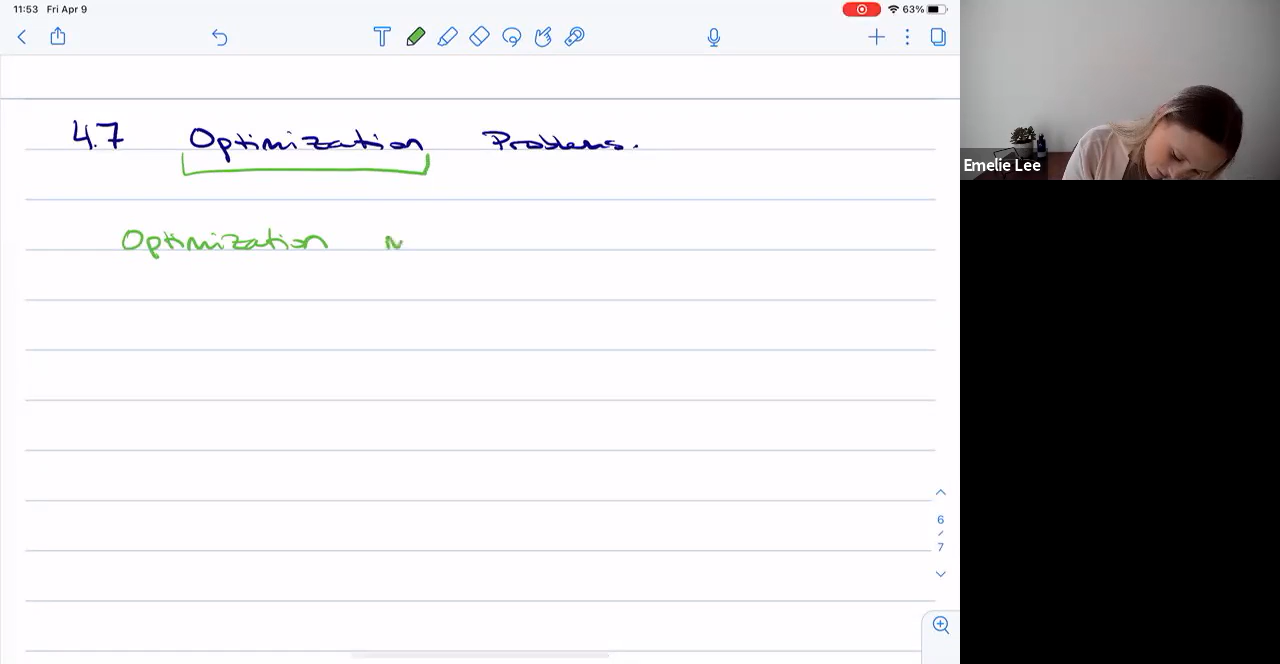 11:53 Fri Apr 9
63%
4.7 Optimization Problems.
Optimization
Emelie Lee
6
/
7